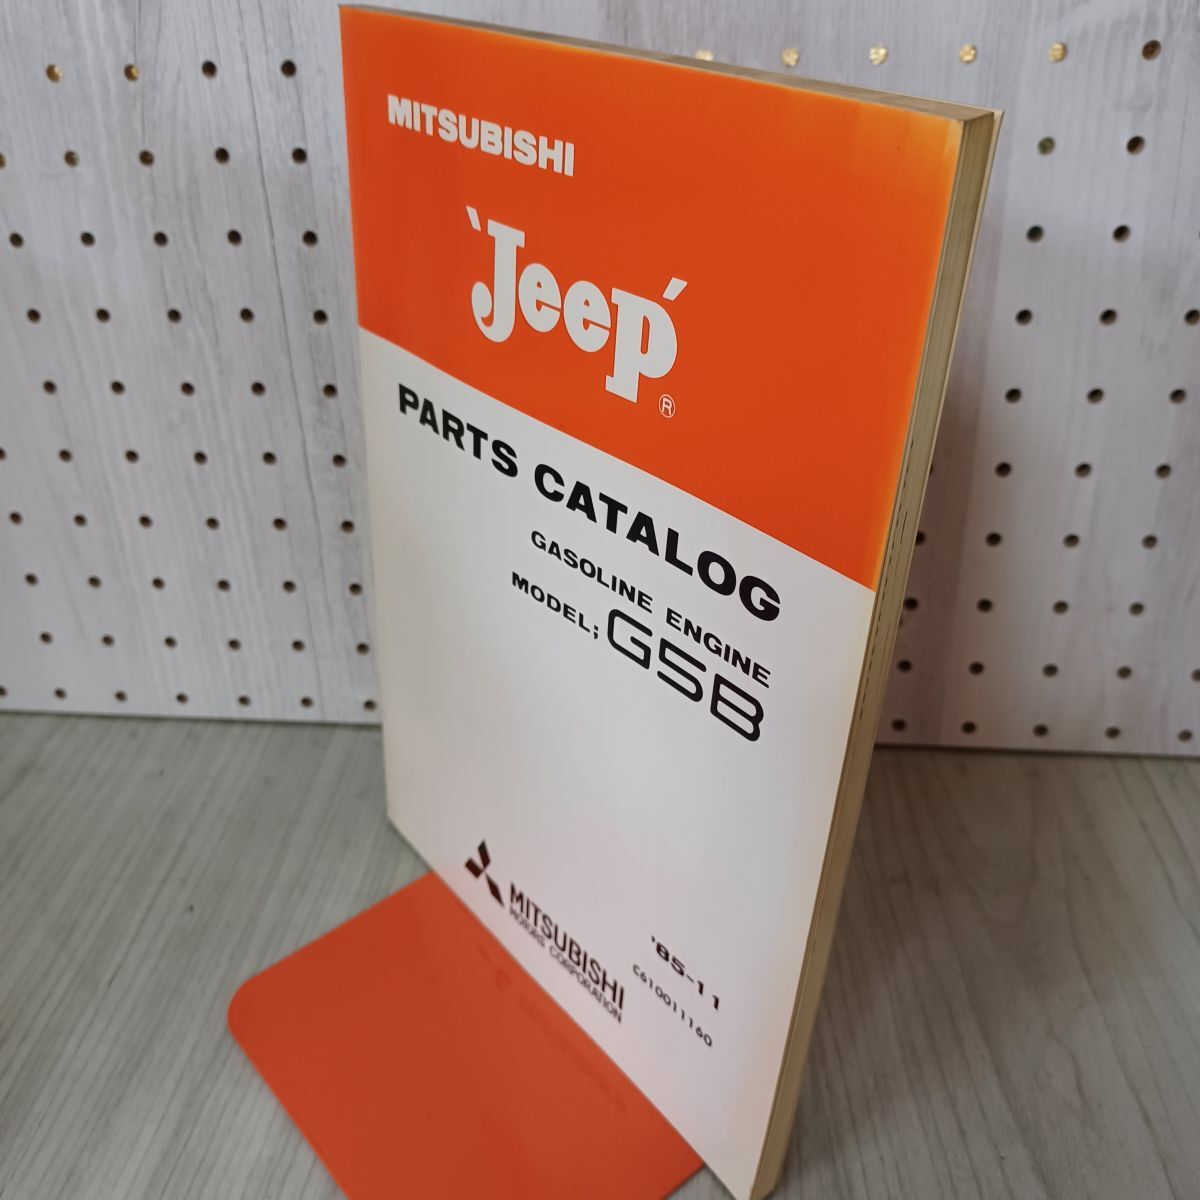 MITSUBISHI
'Jeep'®
PARTS CATALOG
GASOLINE ENGINE
MODEL; G5B
MITSUBISHI
MOTORS CORPORATION
'85-11
C610011160